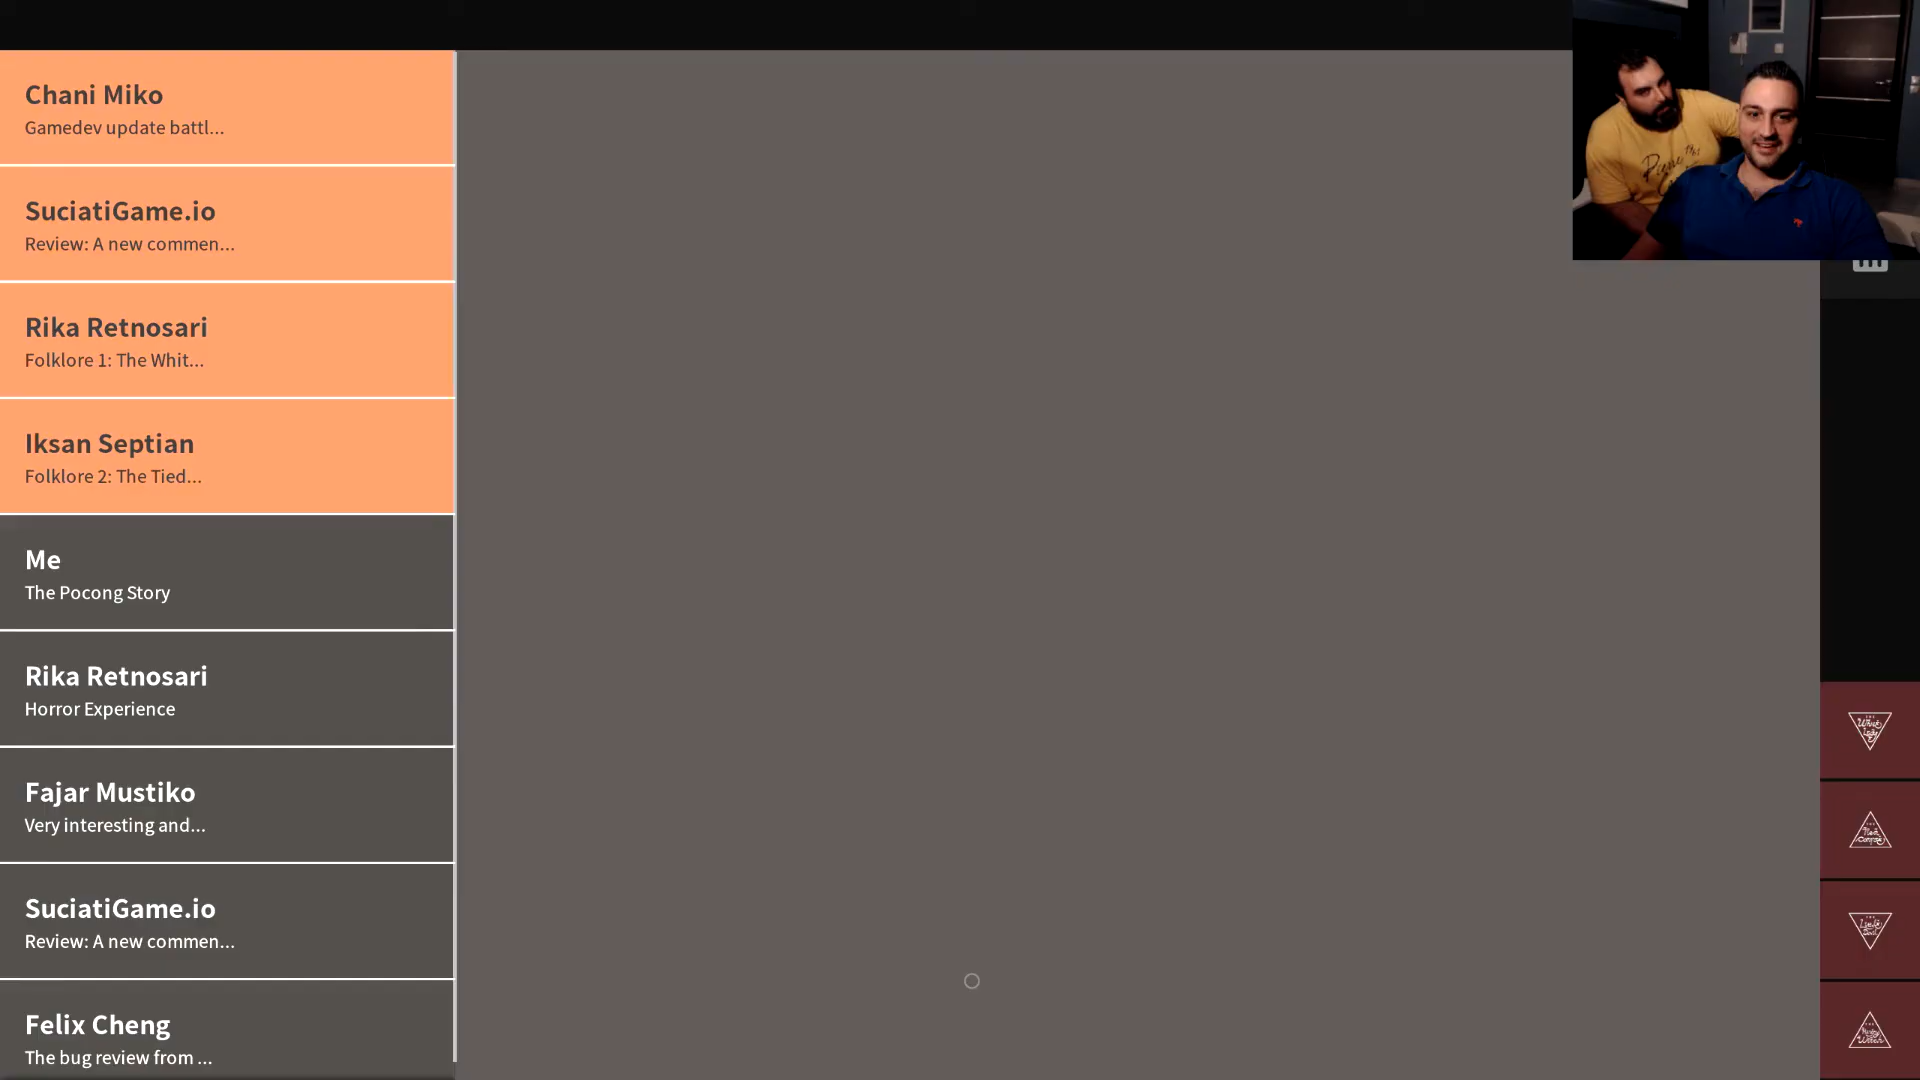 Chani Miko
Gamedev update battl...
SuciatiGame.io
Review: A new commen...
Rika Retnosari
Folklore 1: The Whit...
Iksan Septian
Folklore 2: The Tied...
Me
The Pocong Story
Rika Retnosari
Horror Experience
Fajar Mustiko
Very interesting and...
SuciatiGame.io
Review: A new commen...
Felix Cheng
The bug review from ...